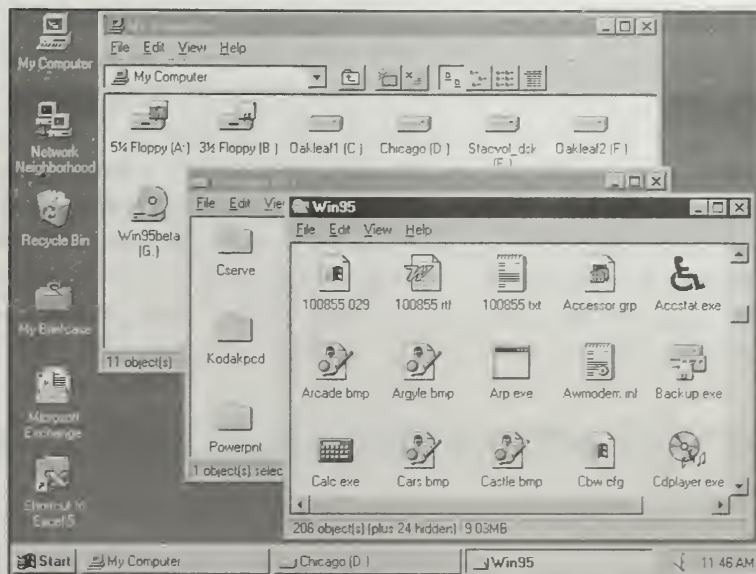 My Computer
Network
Neighborhood
Recycle Bin
My Briefcase
Microsoft
Exchange
Shortcut to
Excel 5
My Computer
File Edit View Help
My Computer
5¼ Floppy (A:) 3½ Floppy (B:) Oakleaf1 (C:) Chicago (D:) Stacvol_dsk Oakleaf2 (F:)
(E:)
Win95beta
(G:)
11 object(s)
File Edit Vie
Cserve
Kodakpcd
Powerpnt
1 object(s) selec
Win95
File Edit View Help
100855.029 100855.rtf 100855.txt Accessor.grp Accstat.exe
Arcade.bmp Argyle.bmp Arp.exe Awmodem.inf Backup.exe
Calc.exe Cars.bmp Castle.bmp Cbw.cfg Cdplayer.exe
206 object(s) (plus 24 hidden) 9.03MB
Start My Computer Chicago (D:) Win95 11:46 AM